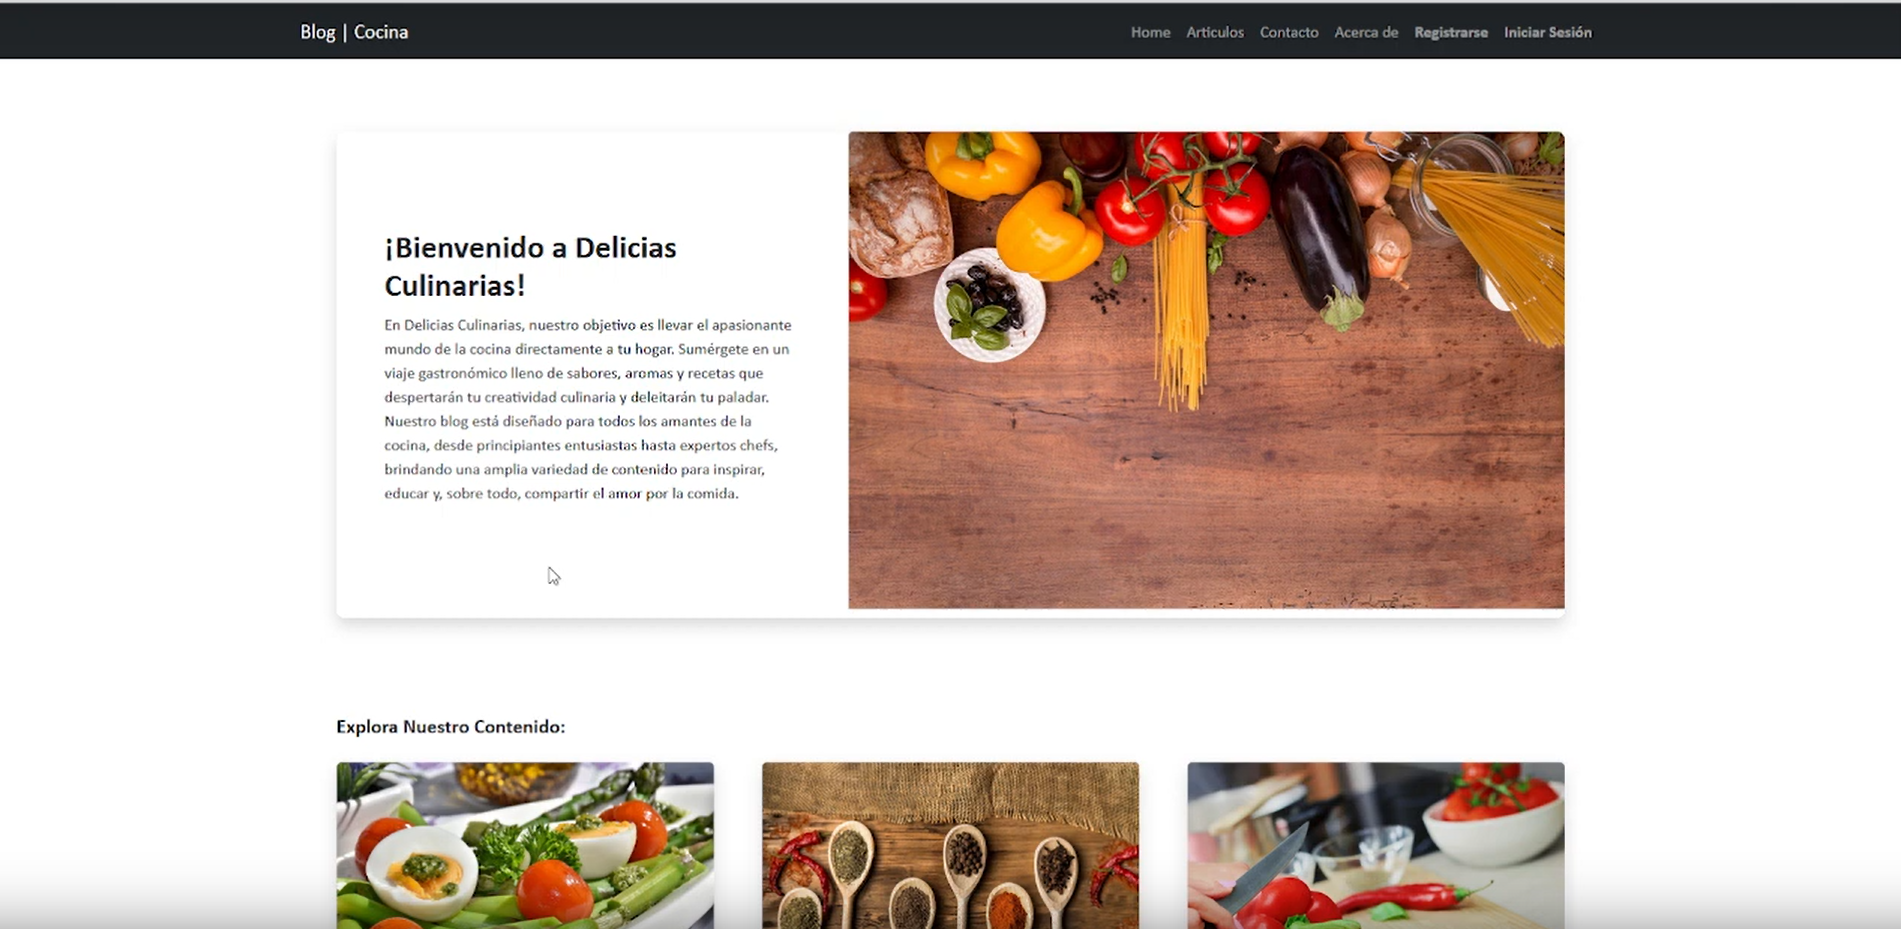 Blog | Cocina
Home Articulos Contacto Acerca de Registrarse Iniciar Sesión
¡Bienvenido a Delicias
Culinarias!
En Delicias Culinarias, nuestro objetivo es llevar el apasionante
mundo de la cocina directamente a tu hogar. Sumérgete en un
viaje gastronómico lleno de sabores, aromas y recetas que
despertarán tu creatividad culinaria y deleitarán tu paladar.
Nuestro blog está diseñado para todos los amantes de la
cocina, desde principiantes entusiastas hasta expertos chefs,
brindando una amplia variedad de contenido para inspirar,
educar y, sobre todo, compartir el amor por la comida.
Explora Nuestro Contenido: